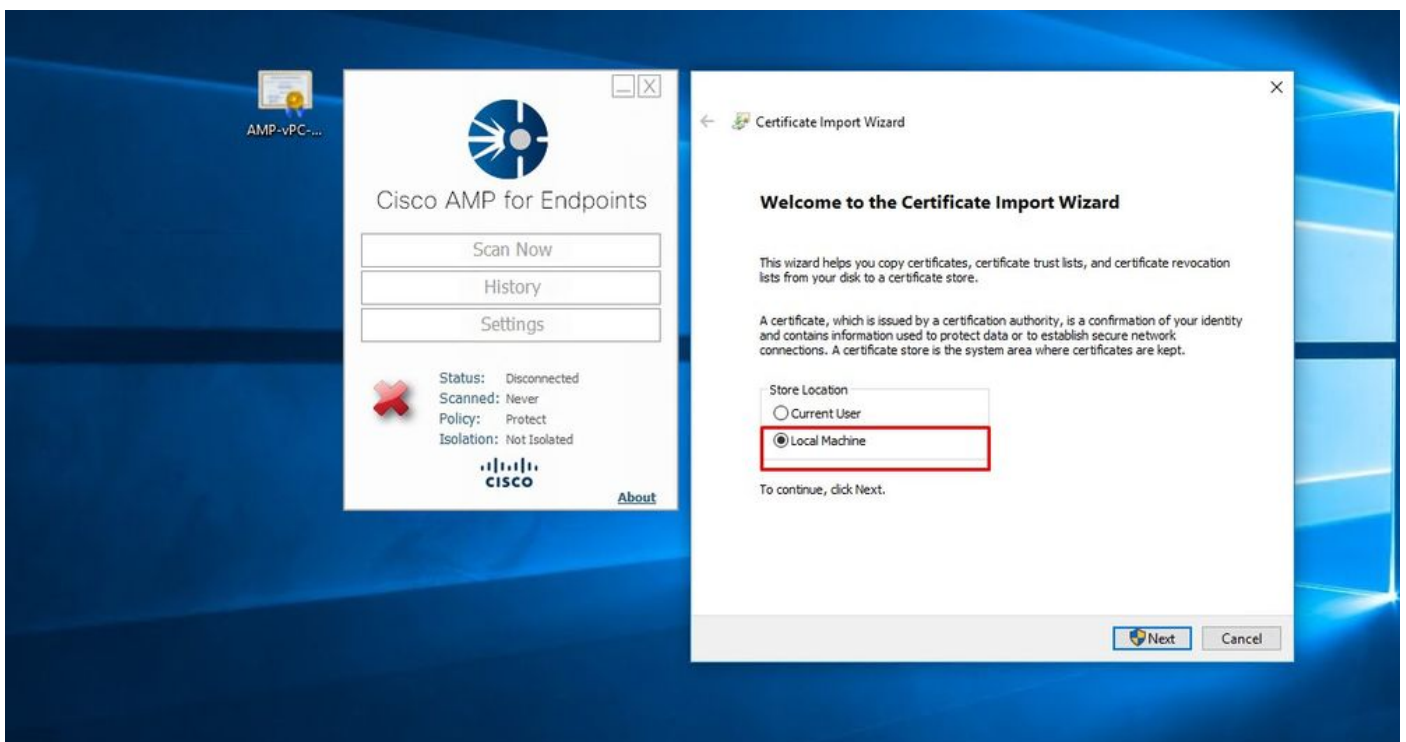 AMP-vPC-...
Cisco AMP for Endpoints
Scan Now
History
Settings
Status: Disconnected
Scanned: Never
Policy: Protect
Isolation: Not Isolated
CISCO
About
Certificate Import Wizard
Welcome to the Certificate Import Wizard
This wizard helps you copy certificates, certificate trust lists, and certificate revocation
lists from your disk to a certificate store.
A certificate, which is issued by a certification authority, is a confirmation of your identity
and contains information used to protect data or to establish secure network
connections. A certificate store is the system area where certificates are kept.
Store Location
Current User
Local Machine
To continue, click Next.
Next
Cancel